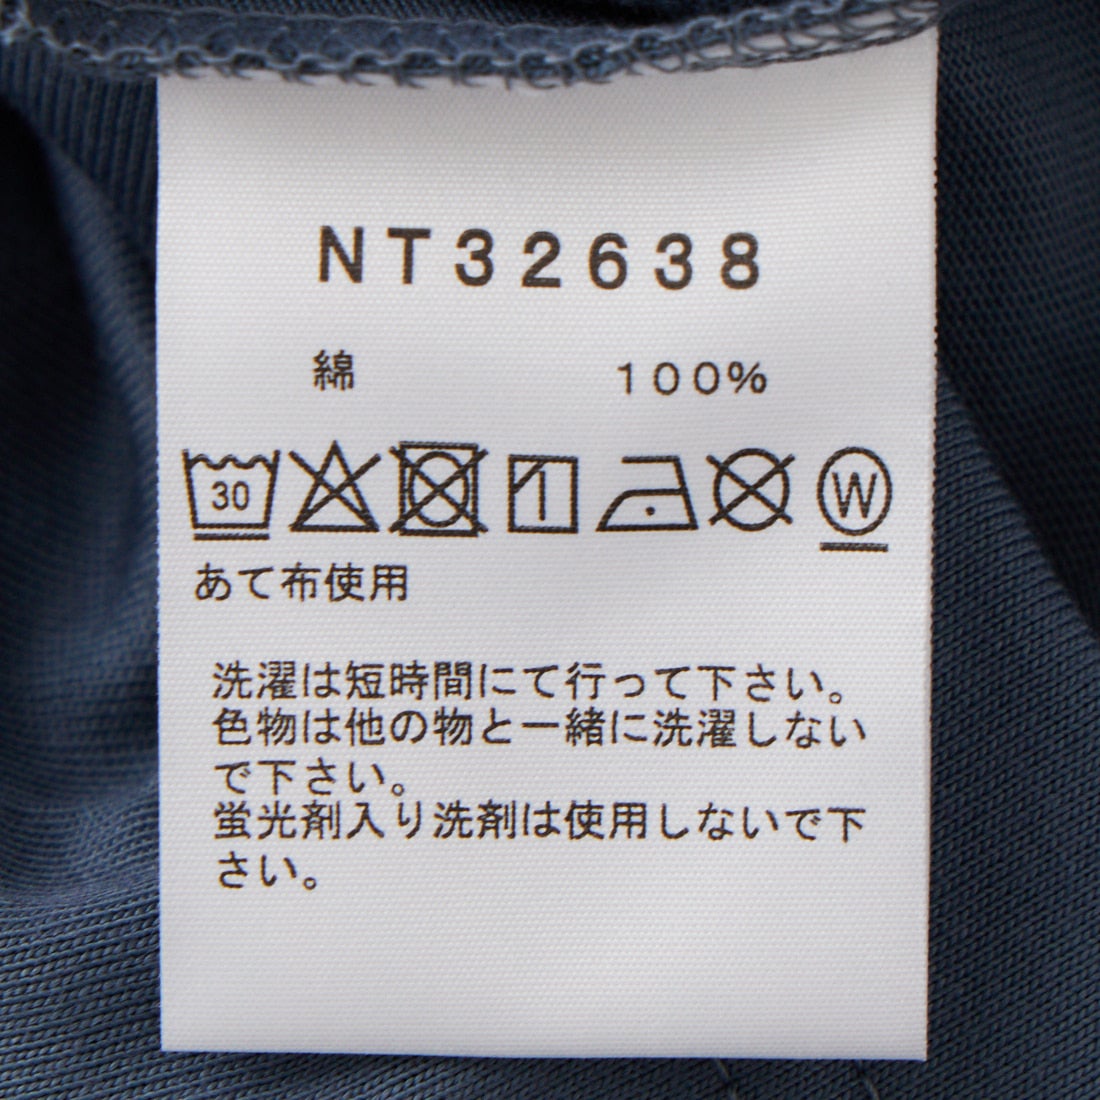 NT32638
綿 100%
30 W
あて布使用
洗濯は短時間にて行って下さい。
色物は他の物と一緒に洗濯しない
で下さい。
蛍光剤入り洗剤は使用しないで下
さい。